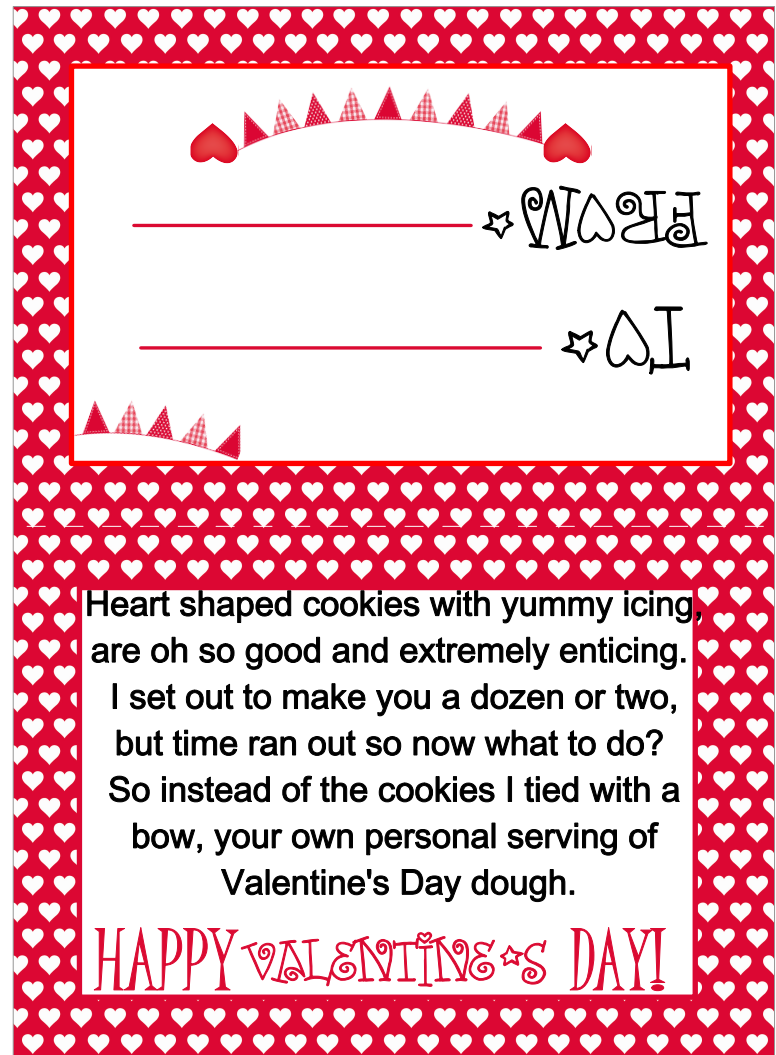 TO
FROM
Heart shaped cookies with yummy icing,
are oh so good and extremely enticing.
I set out to make you a dozen or two,
but time ran out so now what to do?
So instead of the cookies I tied with a
bow, your own personal serving of
Valentine's Day dough.
HAPPY VALENTINE*S DAY!